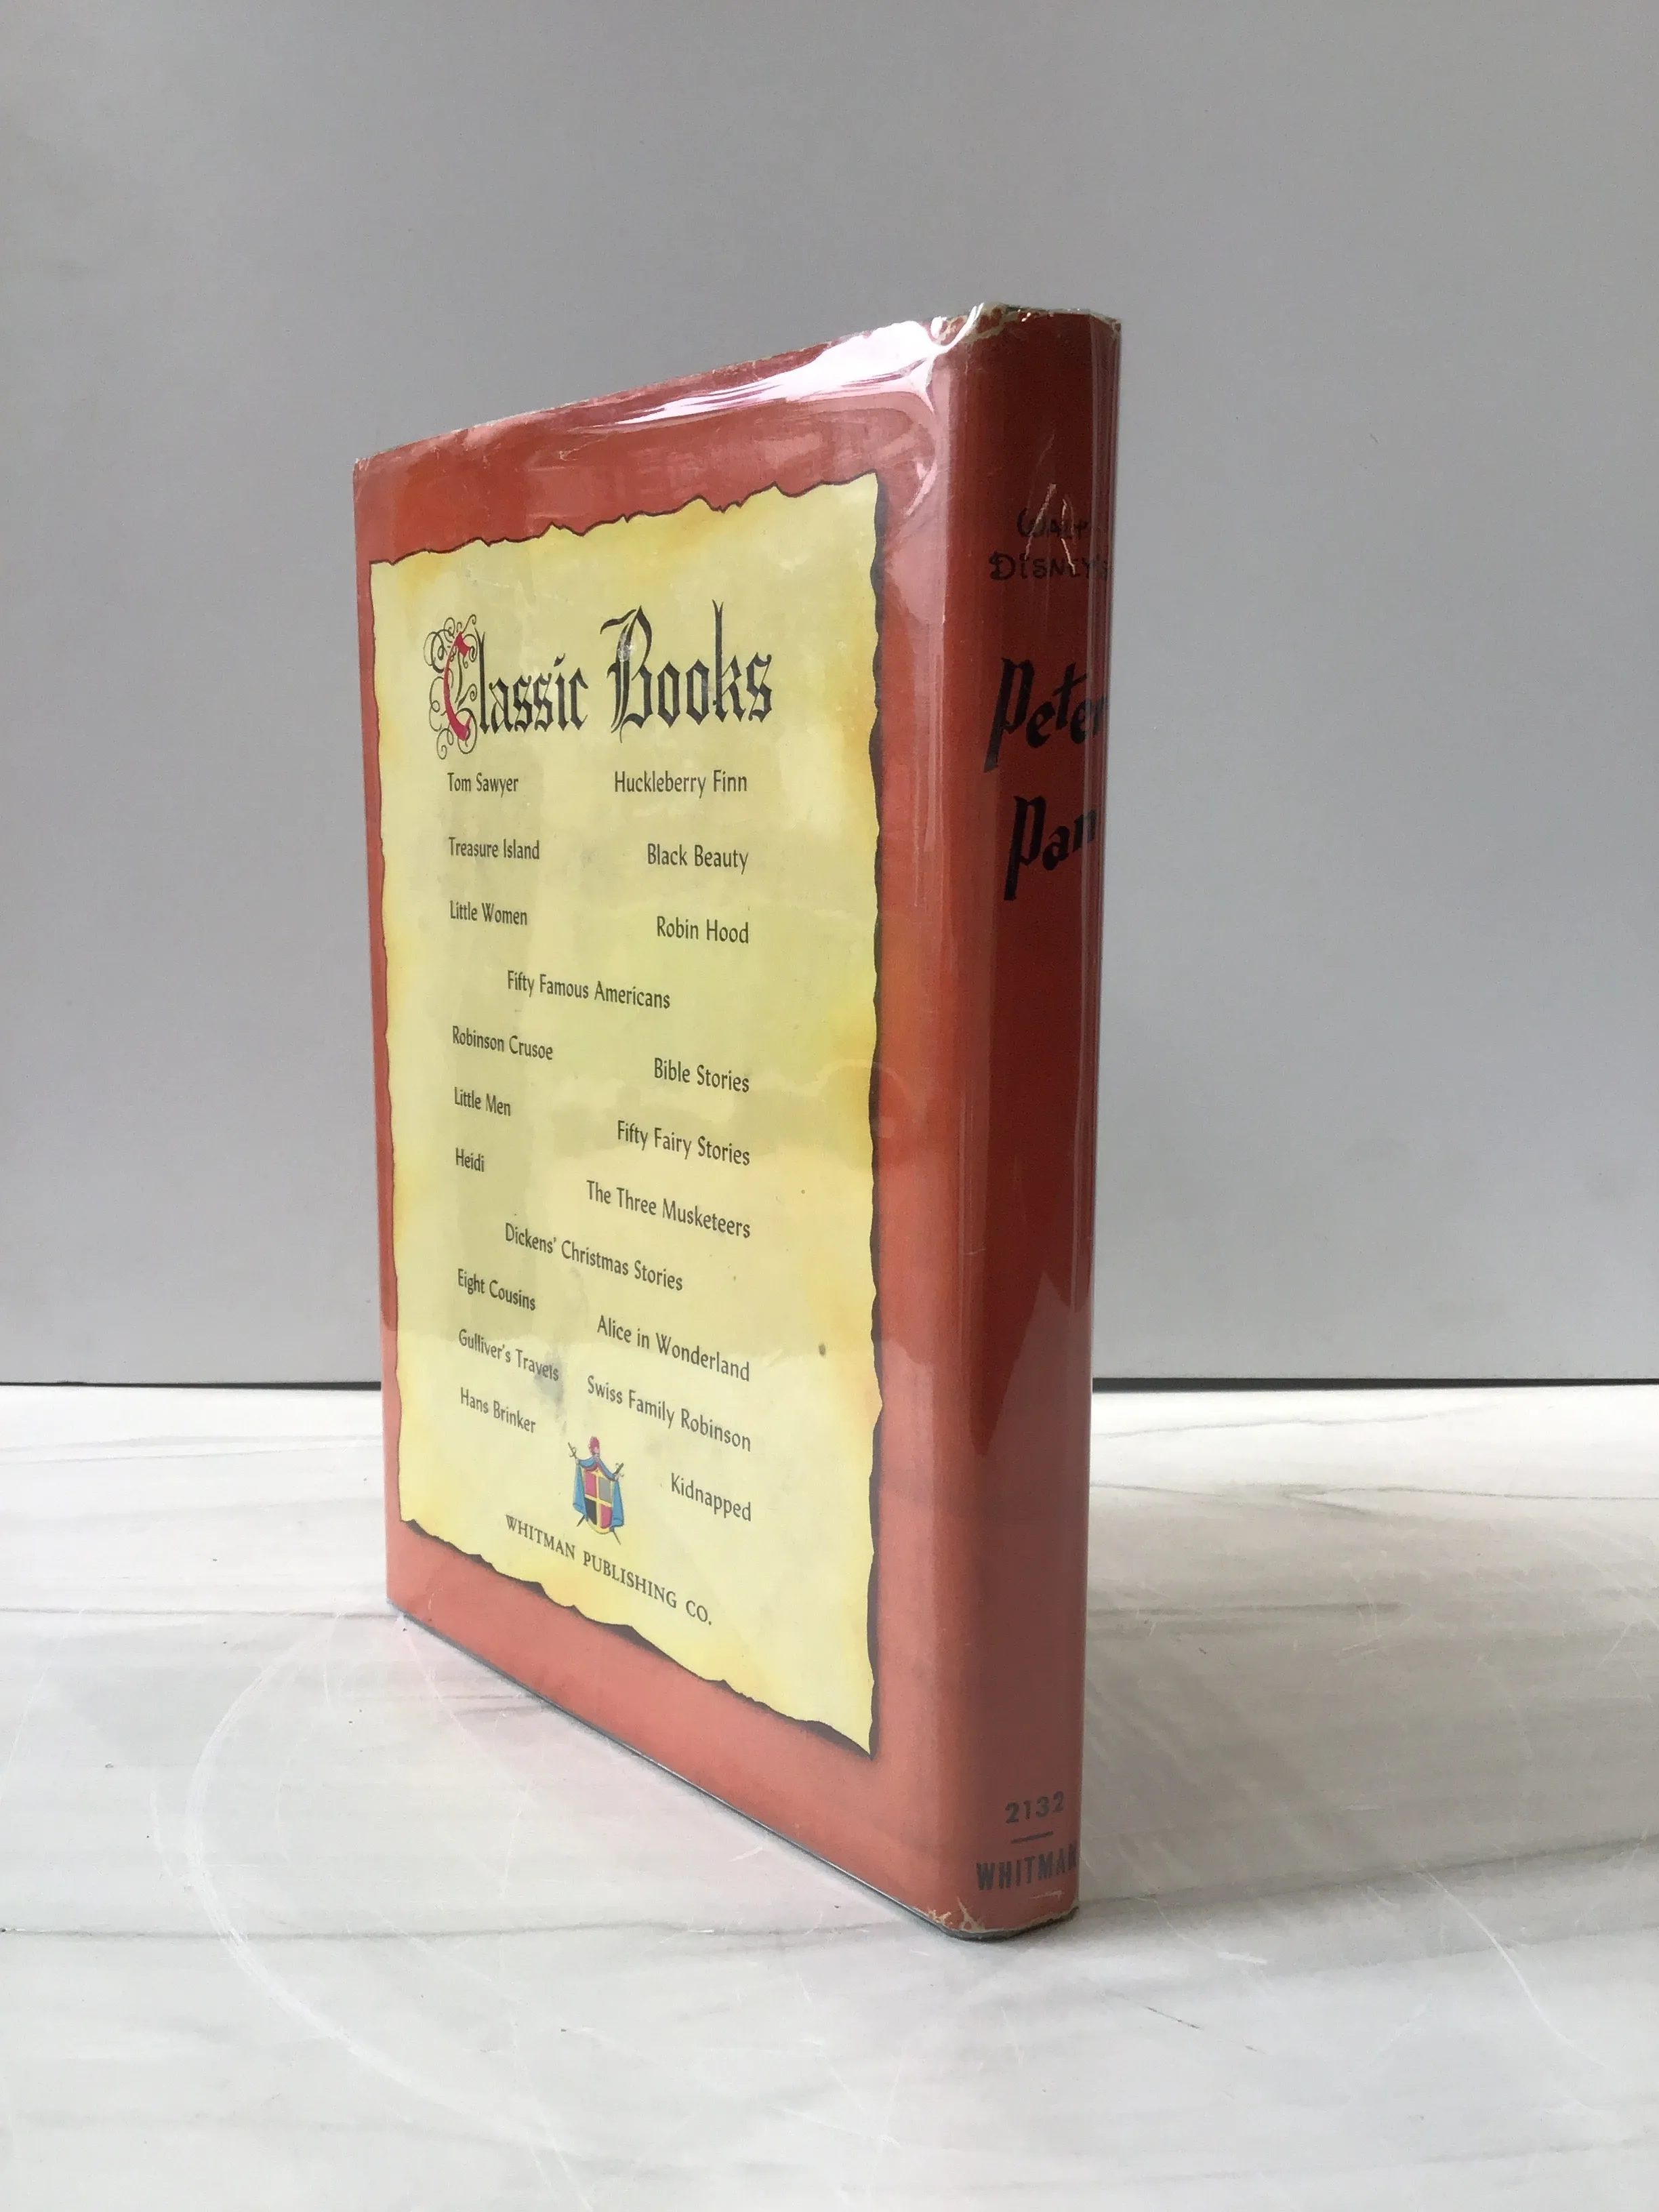 Classic Books
Tom Sawyer
Huckleberry Finn
Treasure Island
Black Beauty
Little Women
Robin Hood
Fifty Famous Americans
Robinson Crusoe
Bible Stories
Little Men
Fifty Fairy Stories
Heidi
The Three Musketeers
Dickens' Christmas Stories
Eight Cousins
Alice in Wonderland
Gulliver's Travels
Swiss Family Robinson
Hans Brinker
Kidnapped
WHITMAN PUBLISHING CO.
WALT
DISNEY'S
Peter
Pan
2132
WHITMAN